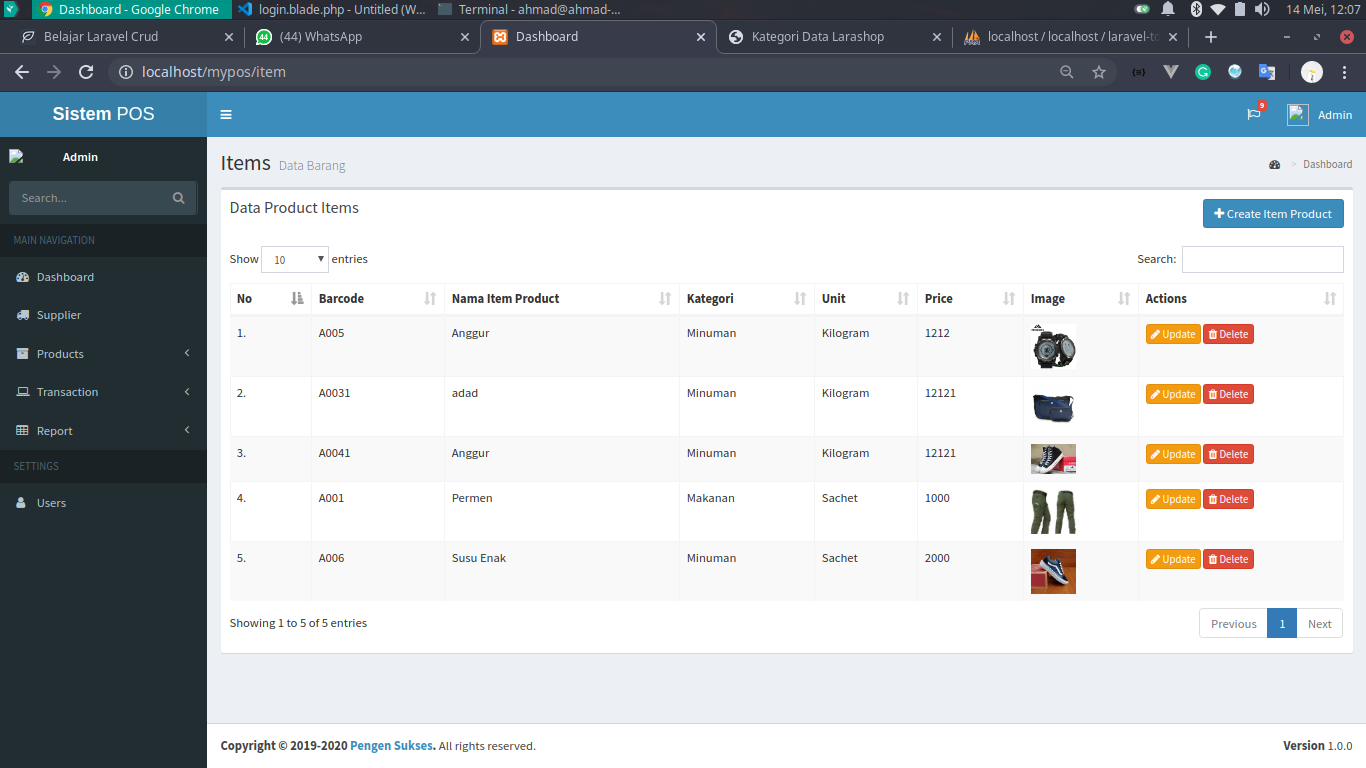 Dashboard - Google Chrome login.blade.php - Untitled (W... Terminal - ahmad@ahmad-... 14 Mei, 12:07
Belajar Laravel Crud (44) WhatsApp Dashboard Kategori Data Larashop localhost / localhost / laravel-to
localhost/mypos/item
Sistem POS
9
Admin
Admin
Search...
MAIN NAVIGATION
Dashboard
Supplier
Products
Transaction
Report
SETTINGS
Users
Items Data Barang
> Dashboard
Data Product Items
Create Item Product
Show 10 entries
Search:
No Barcode Nama Item Product Kategori Unit Price Image Actions
1. A005 Anggur Minuman Kilogram 1212 Update Delete
2. A0031 adad Minuman Kilogram 12121 Update Delete
3. A0041 Anggur Minuman Kilogram 12121 Update Delete
4. A001 Permen Makanan Sachet 1000 Update Delete
5. A006 Susu Enak Minuman Sachet 2000 Update Delete
Showing 1 to 5 of 5 entries
Previous 1 Next
Copyright © 2019-2020 Pengen Sukses. All rights reserved.
Version 1.0.0